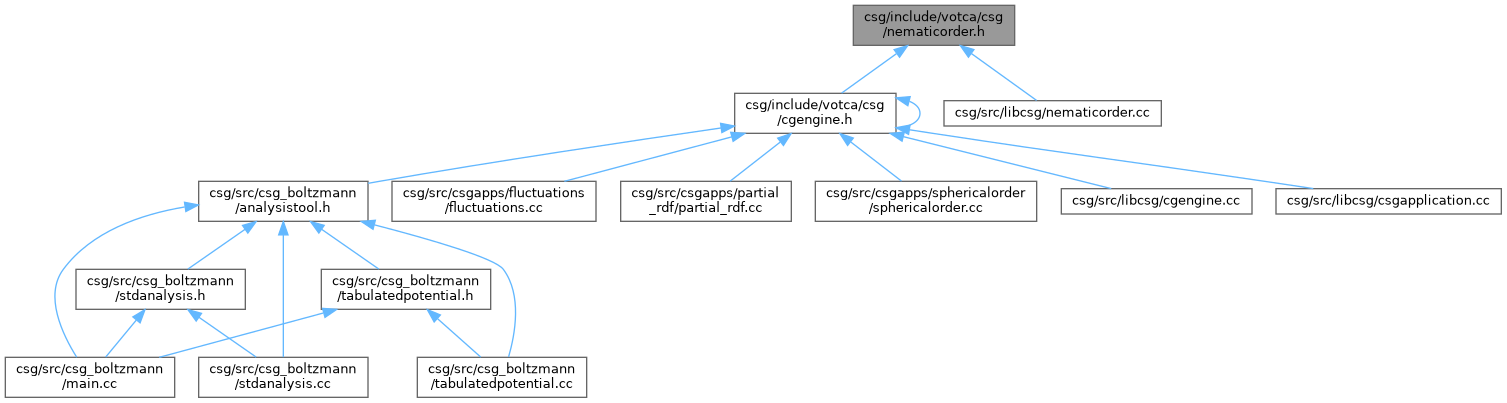 csg/include/votca/csg
/nematicorder.h
csg/include/votca/csg
/cgengine.h
csg/src/libcsg/nematicorder.cc
csg/src/csg_boltzmann
/analysistool.h
csg/src/csgapps/fluctuations
/fluctuations.cc
csg/src/csgapps/partial
_rdf/partial_rdf.cc
csg/src/csgapps/sphericalorder
/sphericalorder.cc
csg/src/libcsg/cgengine.cc
csg/src/libcsg/csgapplication.cc
csg/src/csg_boltzmann
/stdanalysis.h
csg/src/csg_boltzmann
/tabulatedpotential.h
csg/src/csg_boltzmann
/main.cc
csg/src/csg_boltzmann
/stdanalysis.cc
csg/src/csg_boltzmann
/tabulatedpotential.cc